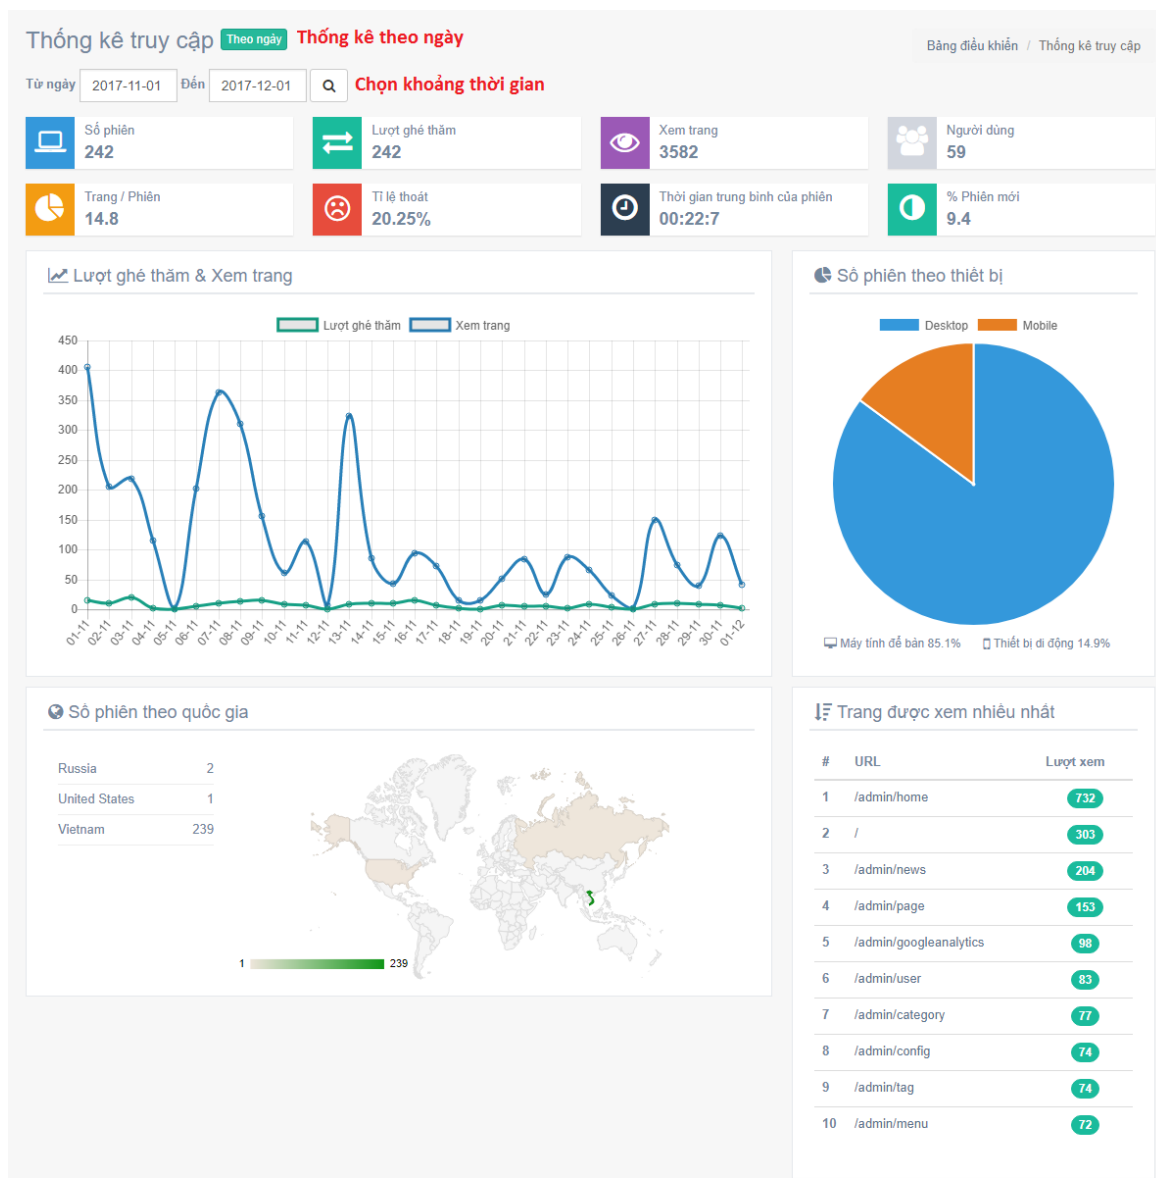 Thống kê truy cập Theo ngày Thống kê theo ngày
Bảng điều khiển / Thống kê truy cập
Từ ngày 2017-11-01 Đến 2017-12-01 Chọn khoảng thời gian
Số phiên
242
Lượt ghé thăm
242
Xem trang
3582
Người dùng
59
Trang / Phiên
14.8
Tỉ lệ thoát
20.25%
Thời gian trung bình của phiên
00:22:7
% Phiên mới
9.4
Lượt ghé thăm & Xem trang
Lượt ghé thăm Xem trang
450
400
350
300
250
200
150
100
50
0
01-11 02-11 03-11 04-11 05-11 06-11 07-11 08-11 09-11 10-11 11-11 12-11 13-11 14-11 15-11 16-11 17-11 18-11 19-11 20-11 21-11 22-11 23-11 24-11 25-11 26-11 27-11 28-11 29-11 30-11 01-12
Số phiên theo thiết bị
Desktop Mobile
Máy tính để bàn 85.1% Thiết bị di động 14.9%
Số phiên theo quốc gia
Russia 2
United States 1
Vietnam 239
1 239
Trang được xem nhiều nhất
# URL Lượt xem
1 /admin/home 732
2 / 303
3 /admin/news 204
4 /admin/page 153
5 /admin/googleanalytics 98
6 /admin/user 83
7 /admin/category 77
8 /admin/config 74
9 /admin/tag 74
10 /admin/menu 72